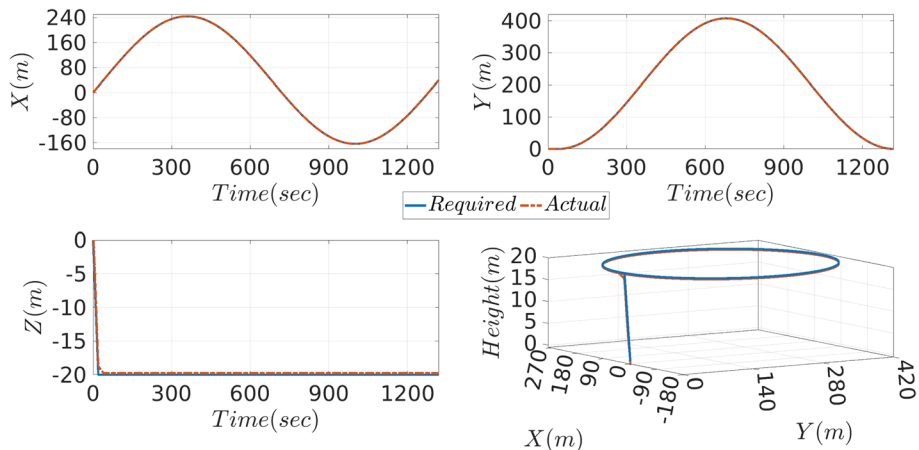 240
160
80
0
-80
-160
X(m)
0 300 600 900 1200
Time(sec)
400
300
200
100
0
Y(m)
0 300 600 900 1200
Time(sec)
Required Actual
0
-5
-10
-15
-20
Z(m)
0 300 600 900 1200
Time(sec)
20
15
10
5
0
Height(m)
270 180 90 0 -90 -180
X(m)
0 140 280 420
Y(m)